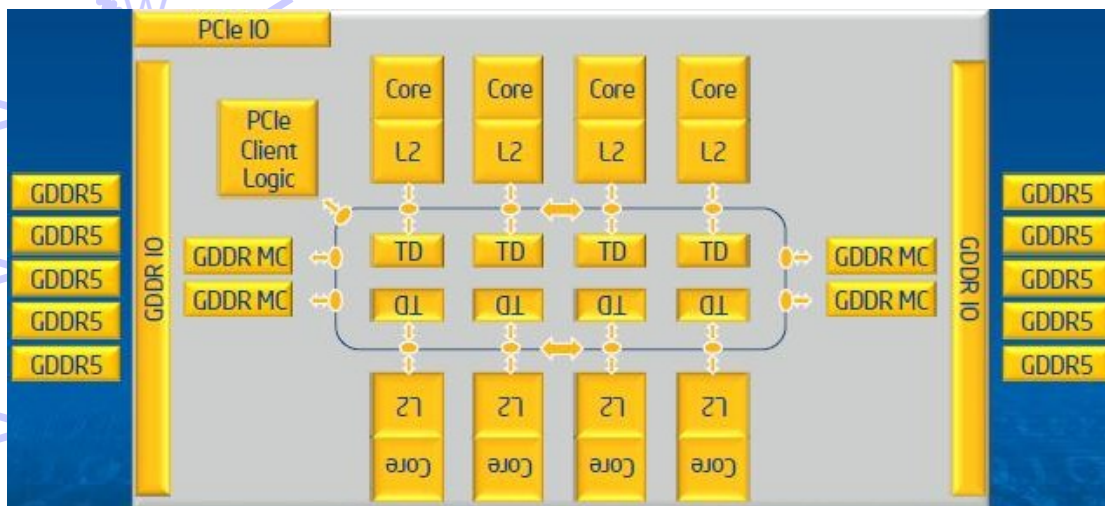 PCIe IO
Core Core Core Core
PCIe
Client
Logic
L2 L2 L2 L2
GDDR5 GDDR5
GDDR5 GDDR5
GDDR5 GDDR5
GDDR5 GDDR5
GDDR5 GDDR5
GDDR IO
GDDR MC TD TD TD TD GDDR MC
GDDR MC TD TD TD TD GDDR MC
GDDR IO
L2 L2 L2 L2
Core Core Core Core